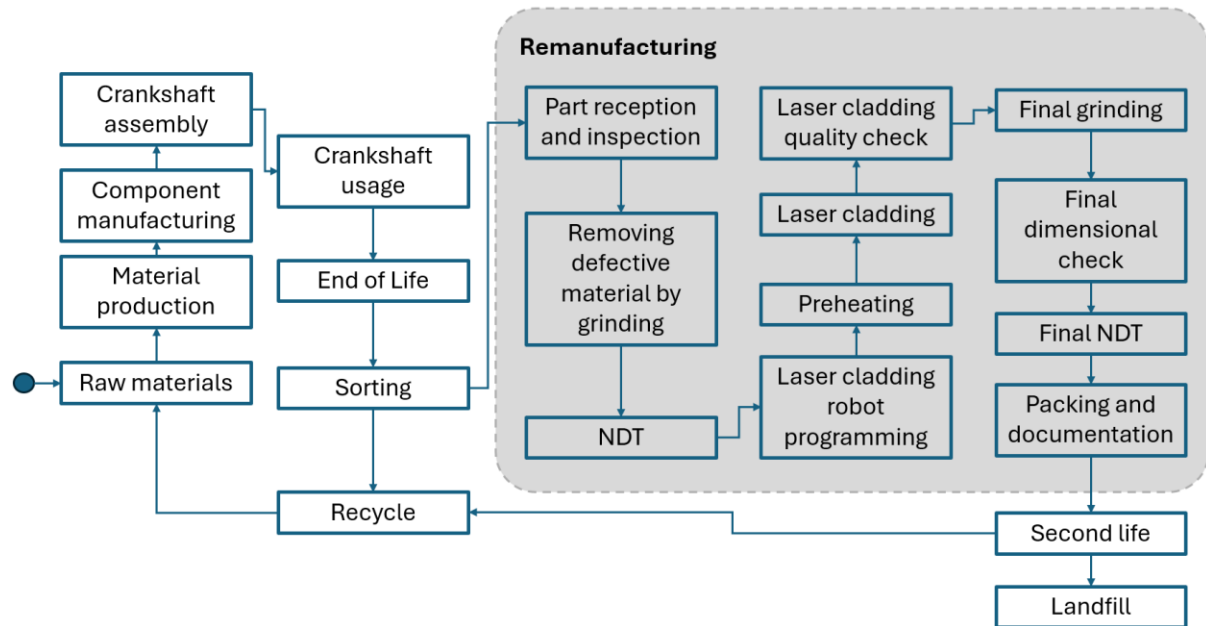 Remanufacturing
Crankshaft
assembly
Component
manufacturing
Material
production
Raw materials
Crankshaft
usage
End of Life
Sorting
Recycle
Part reception
and inspection
Removing
defective
material by
grinding
NDT
Laser cladding
quality check
Laser cladding
Preheating
Laser cladding
robot
programming
Final grinding
Final
dimensional
check
Final NDT
Packing and
documentation
Second life
Landfill